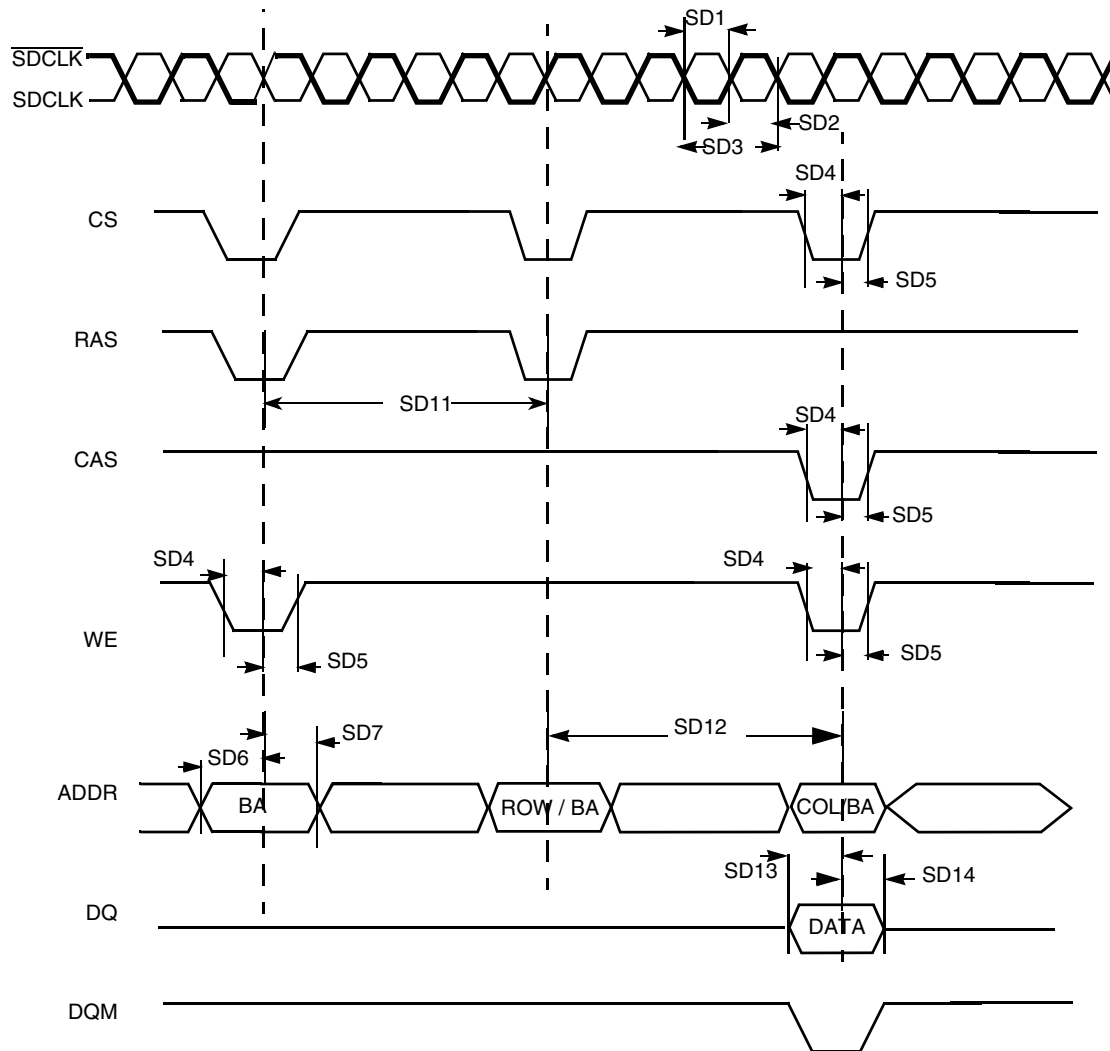 SD1
SDCLK
SDCLK
SD2
SD3
SD4
CS
SD5
RAS
SD11
SD4
CAS
SD5
SD4
SD4
WE
SD5
SD5
SD12
SD7
SD6
ADDR
BA
ROW / BA
COL/BA
SD13
SD14
DQ
DATA
DQM